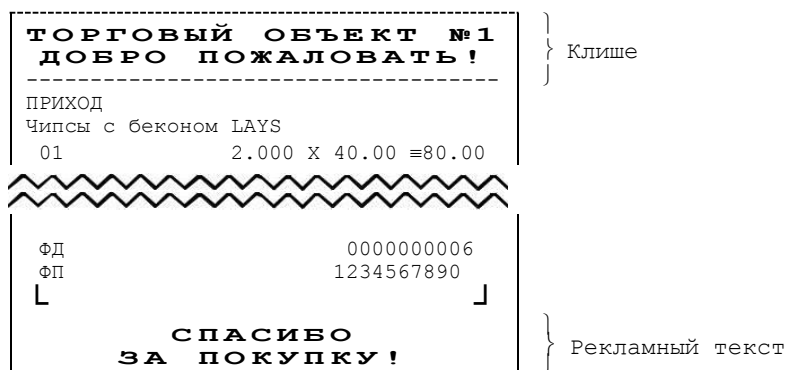 ТОРГОВЫЙ ОБЪЕКТ №1
ДОБРО ПОЖАЛОВАТЬ!
Клише
ПРИХОД
Чипсы с беконом LAYS
01 2.000 X 40.00 ≡80.00
ФД 0000000006
ФП 1234567890
СПАСИБО
ЗА ПОКУПКУ!
Рекламный текст